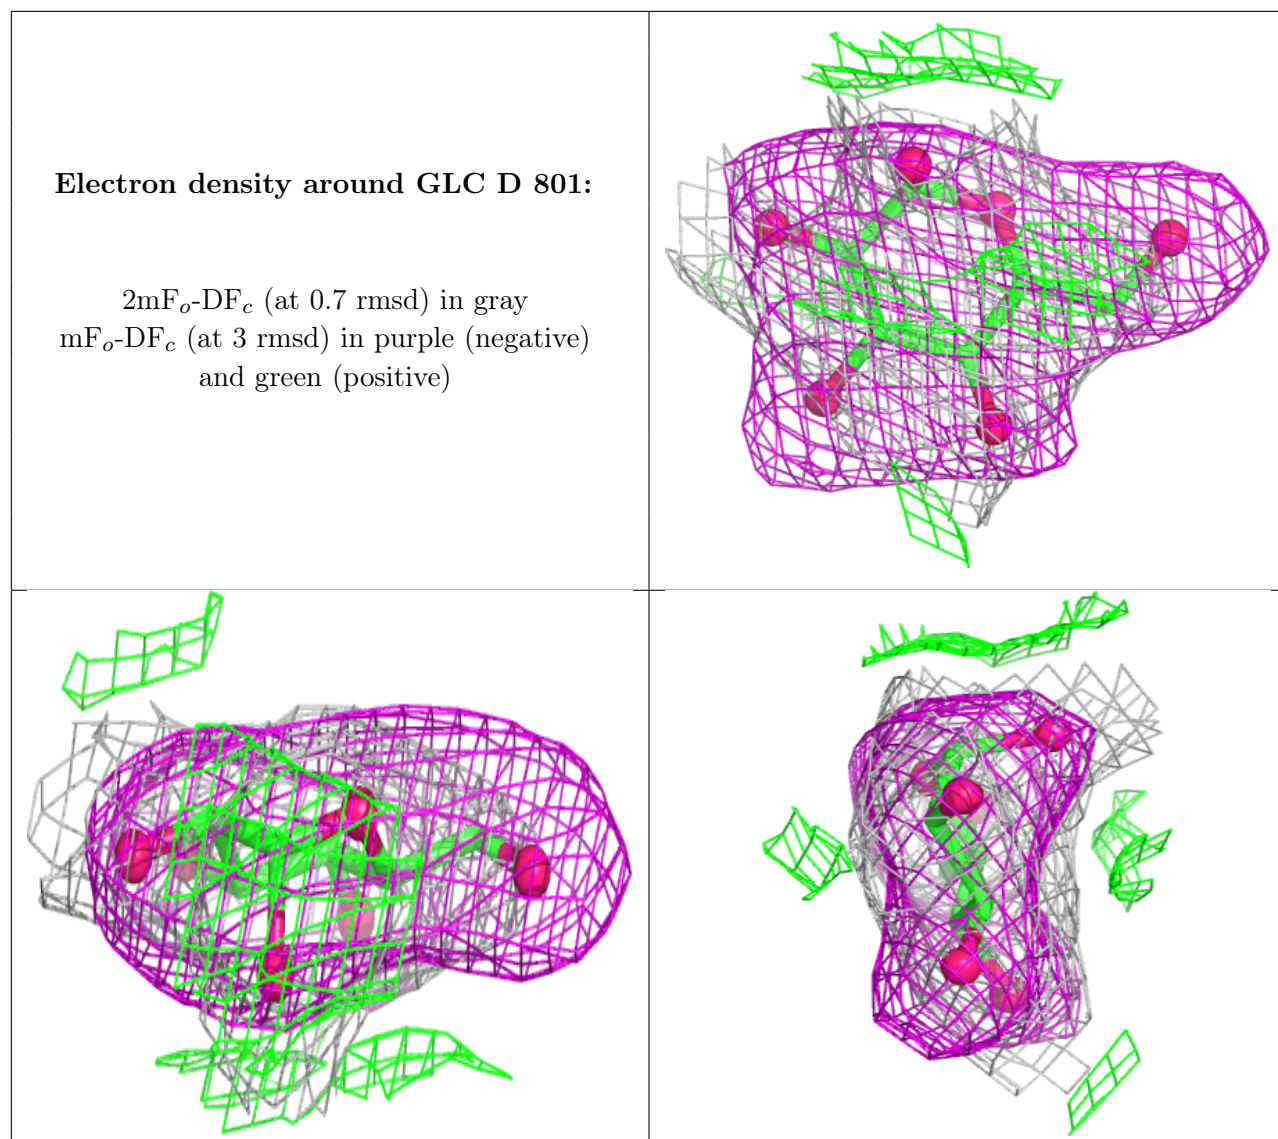 Electron density around GLC D 801:
2mFo-DFc (at 0.7 rmsd) in gray
mFo-DFc (at 3 rmsd) in purple (negative)
and green (positive)